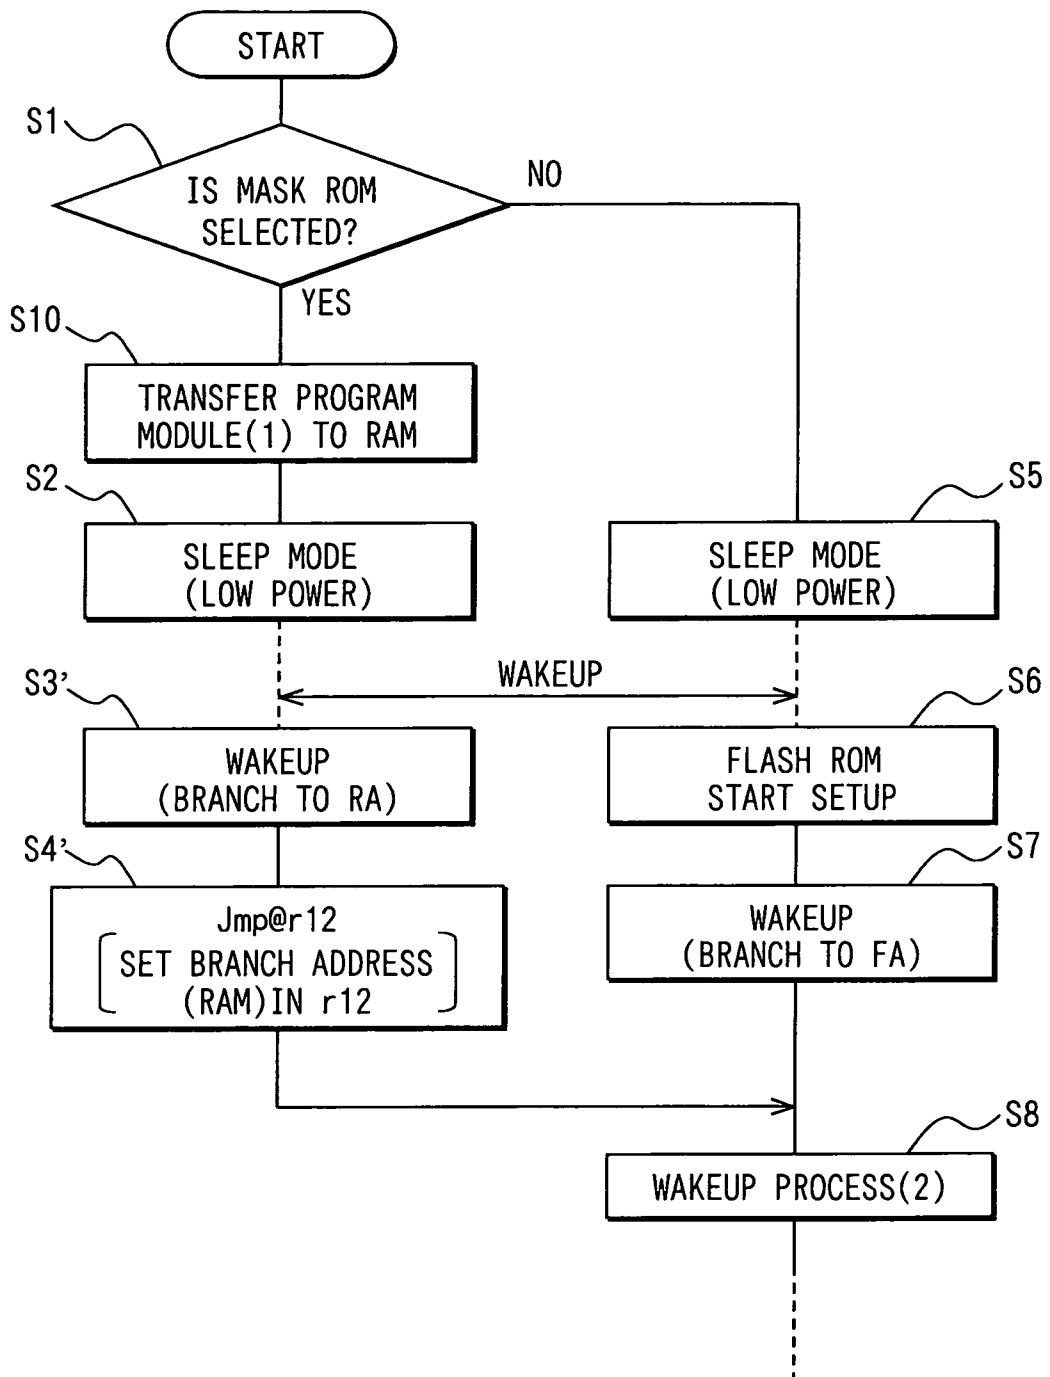 START
S1
IS MASK ROM
SELECTED?
NO
YES
S10
TRANSFER PROGRAM
MODULE(1) TO RAM
S2
SLEEP MODE
(LOW POWER)
S5
SLEEP MODE
(LOW POWER)
WAKEUP
S3'
WAKEUP
(BRANCH TO RA)
S6
FLASH ROM
START SETUP
S4'
Jmp@r12
SET BRANCH ADDRESS
(RAM)IN r12
S7
WAKEUP
(BRANCH TO FA)
S8
WAKEUP PROCESS(2)